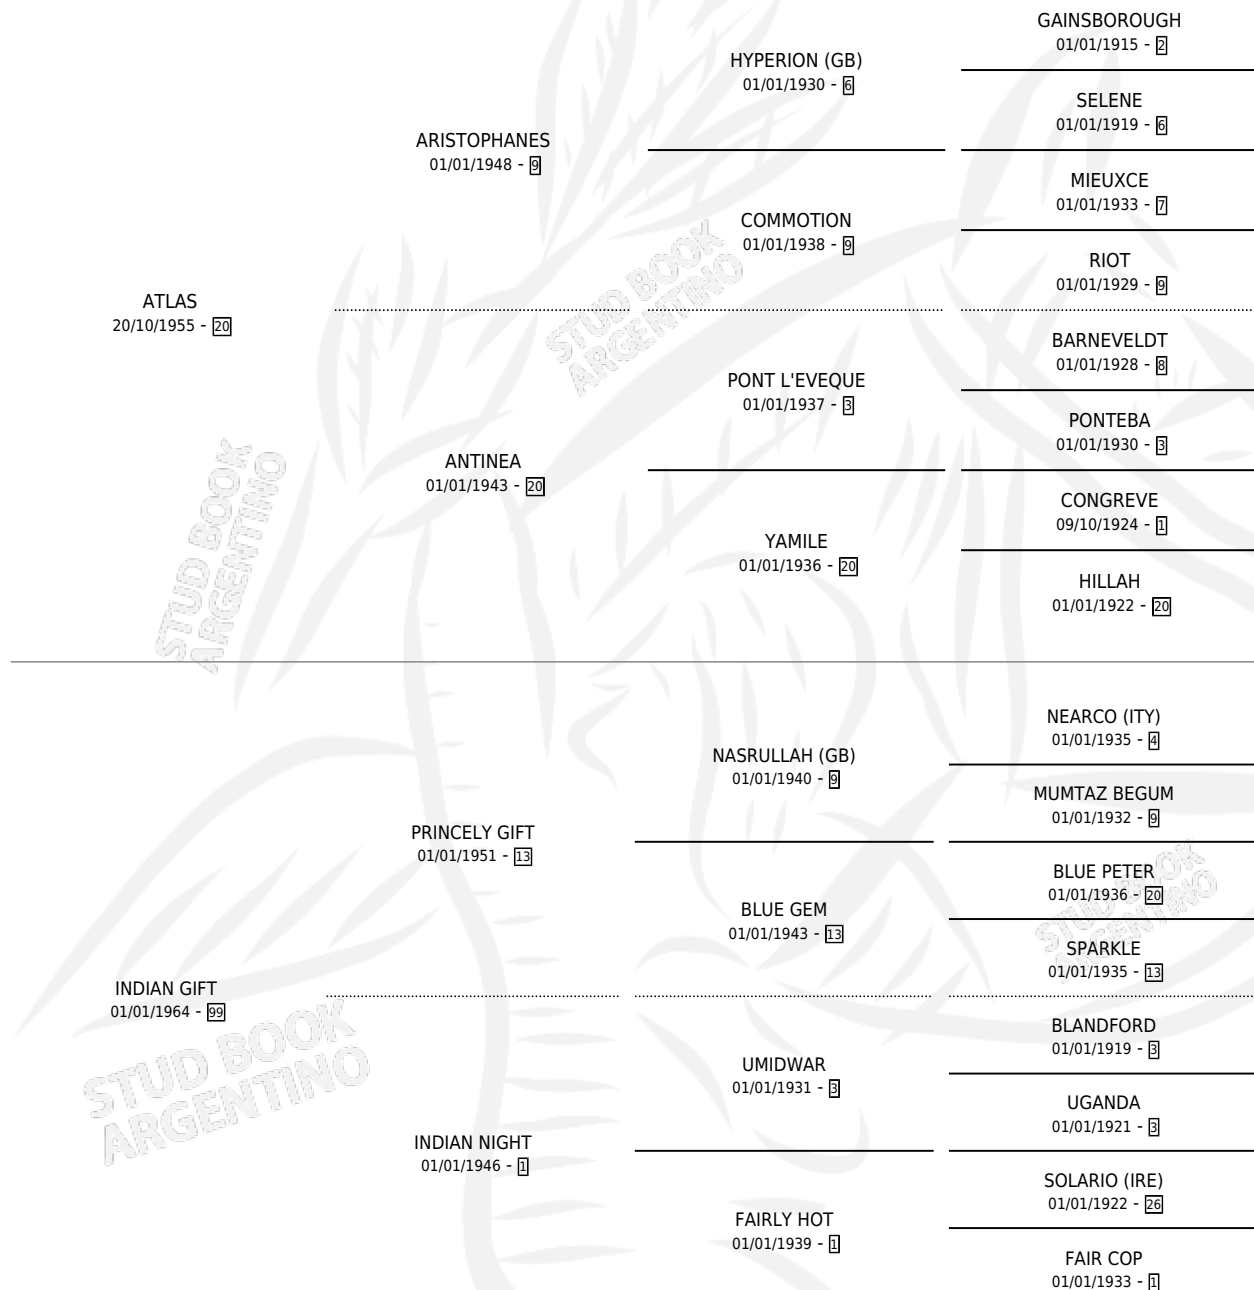 GAINSBOROUGH
01/01/1915 - 2
HYPERION (GB)
01/01/1930 - 6
SELENE
01/01/1919 - 6
ARISTOPHANES
01/01/1948 - 9
MIEUXCE
01/01/1933 - 7
COMMOTION
01/01/1938 - 9
RIOT
01/01/1929 - 9
ATLAS
20/10/1955 - 20
BARNEVELDT
01/01/1928 - 8
PONT L'EVEQUE
01/01/1937 - 3
PONTEBA
01/01/1930 - 3
ANTINEA
01/01/1943 - 20
CONGREVE
09/10/1924 - 1
YAMILE
01/01/1936 - 20
HILLAH
01/01/1922 - 20
NEARCO (ITY)
01/01/1935 - 4
NASRULLAH (GB)
01/01/1940 - 9
MUMTAZ BEGUM
01/01/1932 - 9
PRINCELY GIFT
01/01/1951 - 13
BLUE PETER
01/01/1936 - 20
BLUE GEM
01/01/1943 - 13
SPARKLE
01/01/1935 - 13
INDIAN GIFT
01/01/1964 - 99
BLANDFORD
01/01/1919 - 3
UMIDWAR
01/01/1931 - 3
UGANDA
01/01/1921 - 3
INDIAN NIGHT
01/01/1946 - 1
SOLARIO (IRE)
01/01/1922 - 26
FAIRLY HOT
01/01/1939 - 1
FAIR COP
01/01/1933 - 1
STUD BOOK
ARGENTINO
STUD BOOK
ARGENTINO
STUD BOOK
ARGENTINO
STUD BOOK
ARGENTINO